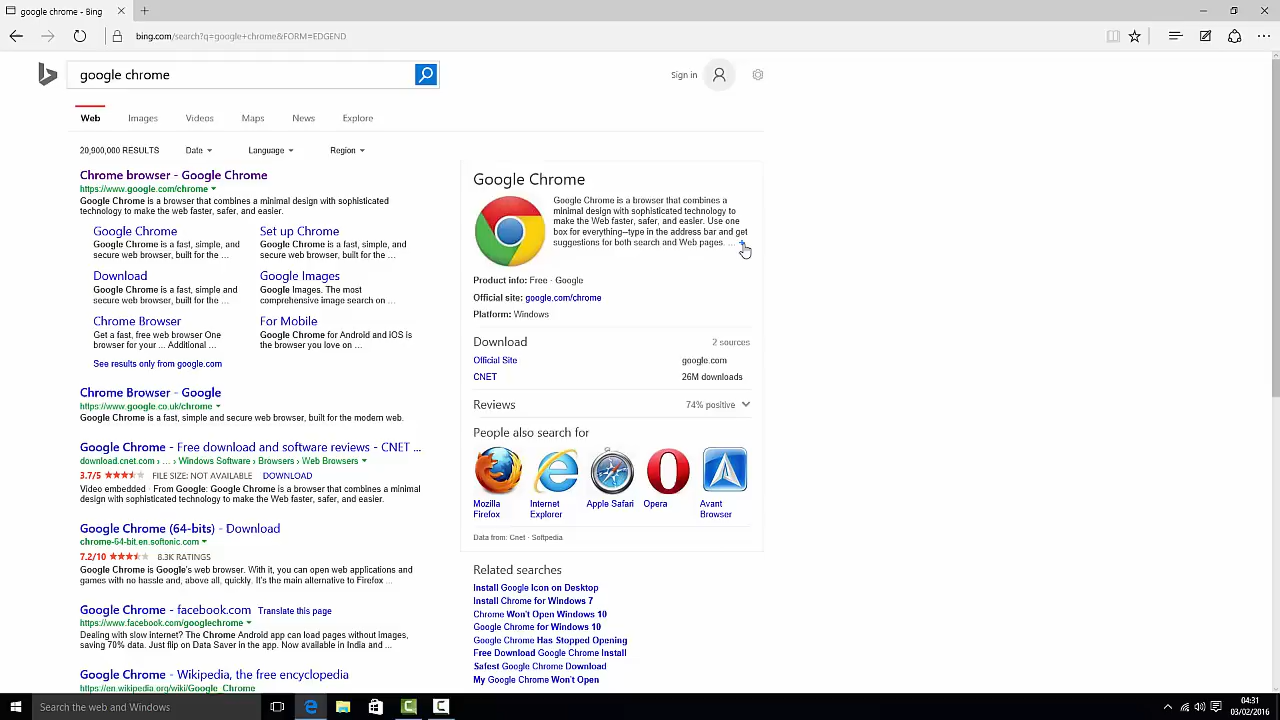 google chrome - Bing
bing.com/search?q=google+chrome&FORM=EDGEND
google chrome
Sign in
Web Images Videos Maps News Explore
20,900,000 RESULTS Date Language Region
Chrome browser - Google Chrome
https://www.google.com/chrome
Google Chrome is a browser that combines a minimal design with sophisticated
technology to make the Web faster, safer, and easier.
Google Chrome
Google Chrome is a fast, simple, and
secure web browser, built for the ...
Set up Chrome
Google Chrome is a fast, simple, and
secure web browser, built for the ...
Download
Google Chrome is a fast, simple, and
secure web browser, built for the ...
Google Images
Google Images. The most
comprehensive image search on ...
Chrome Browser
Get a fast, free web browser One
browser for your ... Additional ...
For Mobile
Google Chrome for Android and iOS is
the browser you love on ...
See results only from google.com
Chrome Browser - Google
https://www.google.co.uk/chrome
Google Chrome is a fast, simple and secure web browser, built for the modern web.
Google Chrome - Free download and software reviews - CNET ...
download.cnet.com › ... › Windows Software › Browsers › Web Browsers
3.7/5 FILE SIZE: NOT AVAILABLE DOWNLOAD
Video embedded · From Google: Google Chrome is a browser that combines a minimal
design with sophisticated technology to make the Web faster, safer, and easier.
Google Chrome (64-bits) - Download
chrome-64-bit.en.softonic.com
7.2/10 8.3K RATINGS
Google Chrome is Google's web browser. With it, you can open web applications and
games with no hassle and, above all, quickly. It's the main alternative to Firefox ...
Google Chrome - facebook.com Translate this page
https://www.facebook.com/googlechrome
Dealing with slow internet? The Chrome Android app can load pages without Images,
saving 70% data. Just flip on Data Saver in the app. Now available in India and ...
Google Chrome - Wikipedia, the free encyclopedia
https://en.wikipedia.org/wiki/Google_Chrome
Google Chrome
Google Chrome is a browser that combines a
minimal design with sophisticated technology to
make the Web faster, safer, and easier. Use one
box for everything–type in the address bar and get
suggestions for both search and Web pages. ...
Product info: Free · Google
Official site: google.com/chrome
Platform: Windows
Download 2 sources
Official Site google.com
CNET 26M downloads
Reviews 74% positive
People also search for
Mozilla
Firefox
Internet
Explorer
Apple Safari
Opera
Avant
Browser
Data from: Cnet · Softpedia
Related searches
Install Google Icon on Desktop
Install Chrome for Windows 7
Chrome Won't Open Windows 10
Google Chrome for Windows 10
Google Chrome Has Stopped Opening
Free Download Google Chrome Install
Safest Google Chrome Download
My Google Chrome Won't Open
Search the web and Windows
04:31
03/02/2016